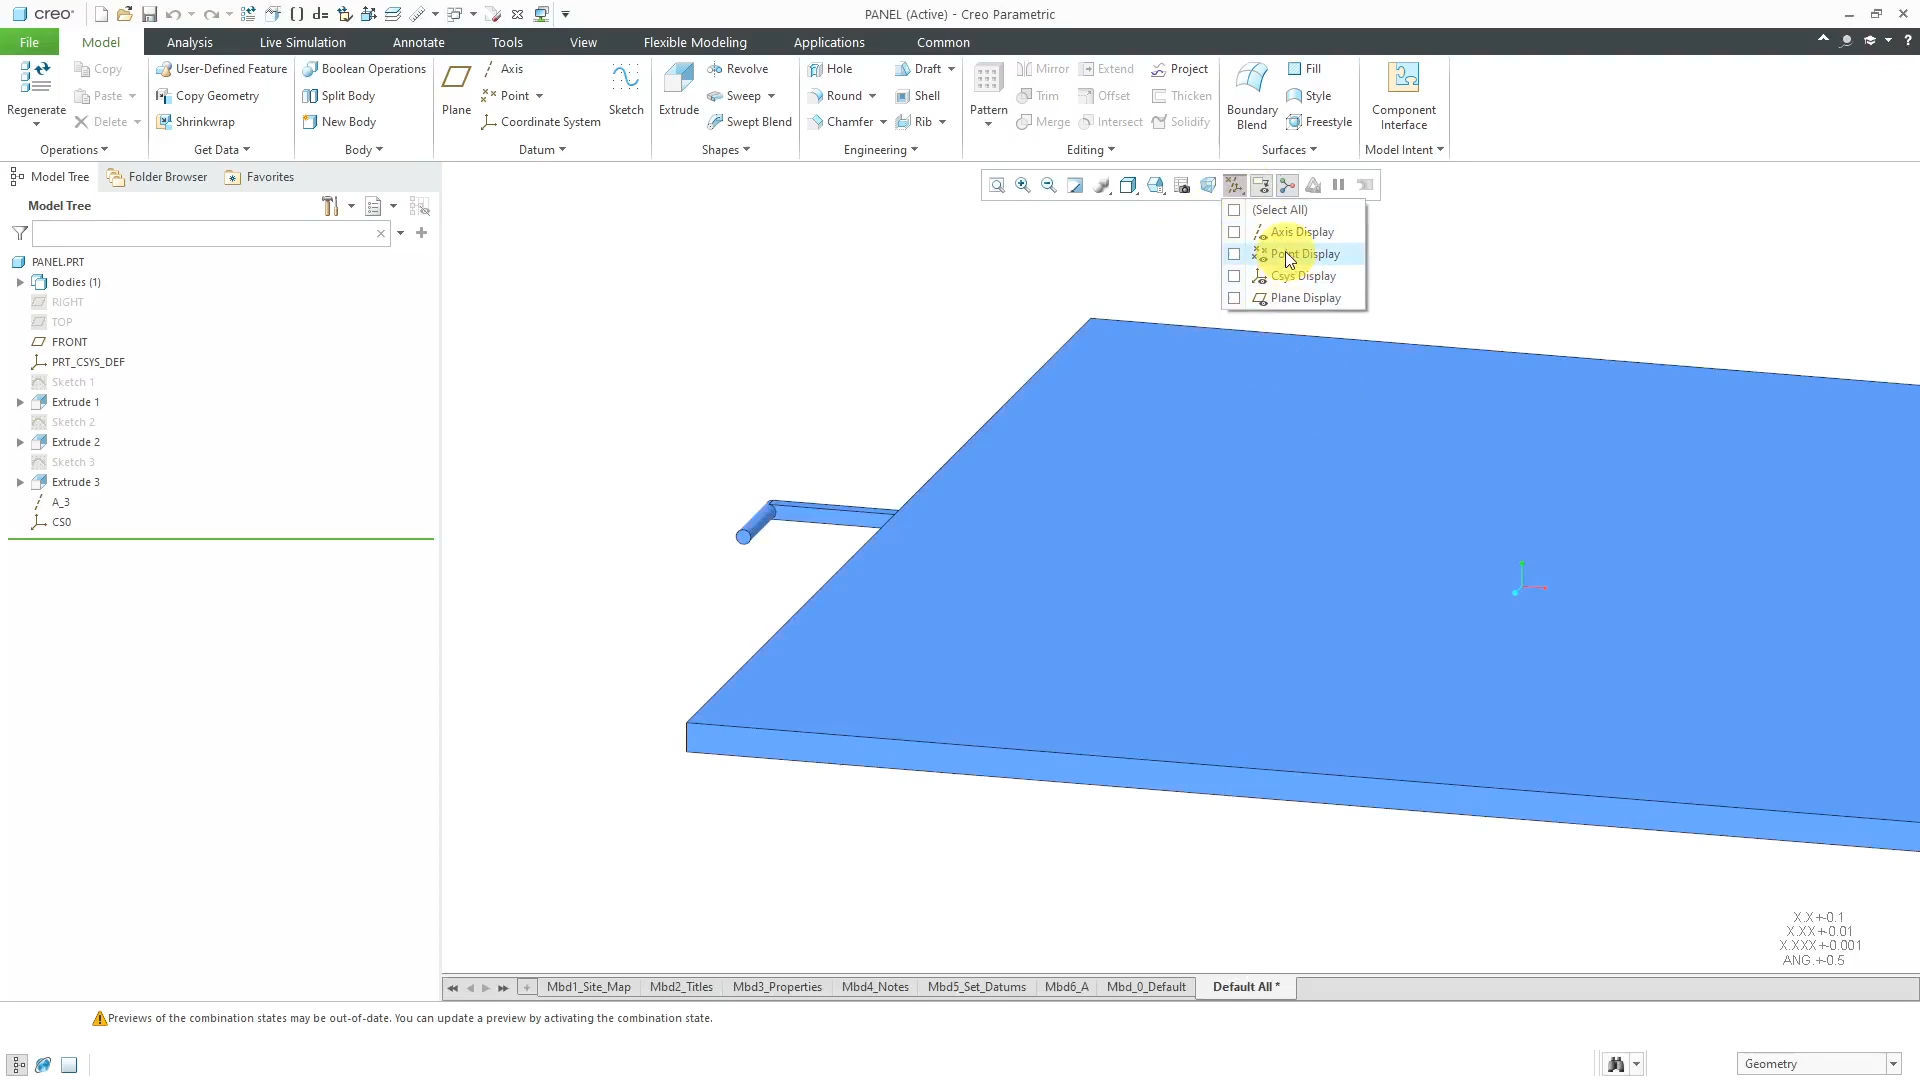 creo
PANEL (Active) - Creo Parametric
File
Model
Analysis
Live Simulation
Annotate
Tools
View
Flexible Modeling
Applications
Common
Regenerate
Copy
Paste
Delete
Operations
User-Defined Feature
Copy Geometry
Shrinkwrap
Get Data
Boolean Operations
Split Body
New Body
Body
Plane
Axis
Point
Coordinate System
Sketch
Datum
Extrude
Revolve
Sweep
Swept Blend
Shapes
Hole
Round
Chamfer
Draft
Shell
Rib
Engineering
Pattern
Mirror
Trim
Merge
Extend
Offset
Intersect
Project
Thicken
Solidify
Editing
Boundary
Blend
Fill
Style
Freestyle
Surfaces
Component
Interface
Model Intent
Model Tree
Folder Browser
Favorites
Model Tree
PANEL.PRT
Bodies (1)
RIGHT
TOP
FRONT
PRT_CSYS_DEF
Sketch 1
Extrude 1
Sketch 2
Extrude 2
Sketch 3
Extrude 3
A_3
CS0
(Select All)
Axis Display
Point Display
Csys Display
Plane Display
X.X+-0.1
X.XX+-0.01
X.XXX+-0.001
ANG.+-0.5
Mbd1_Site_Map
Mbd2_Titles
Mbd3_Properties
Mbd4_Notes
Mbd5_Set_Datums
Mbd6_A
Mbd_0_Default
Default All *
Previews of the combination states may be out-of-date. You can update a preview by activating the combination state.
Geometry